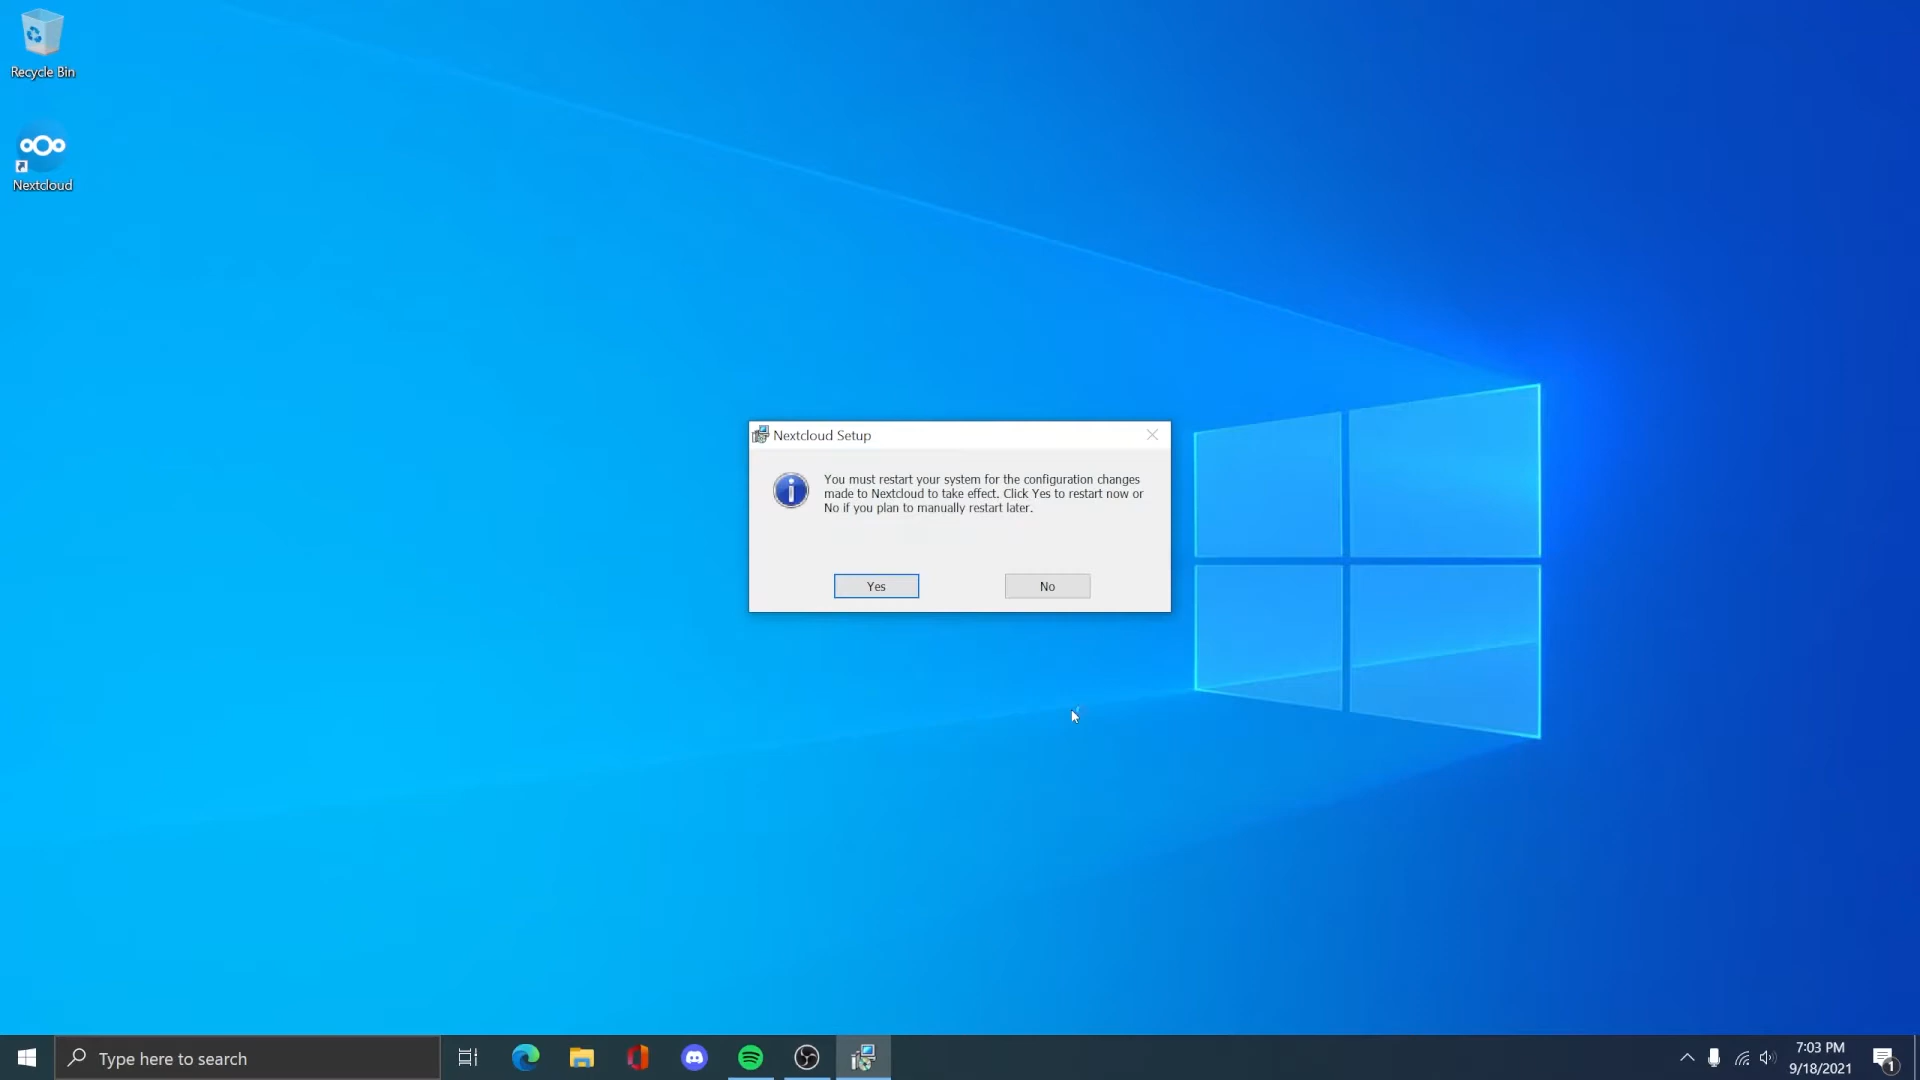 Recycle Bin
Nextcloud
Nextcloud Setup
You must restart your system for the configuration changes
made to Nextcloud to take effect. Click Yes to restart now or
No if you plan to manually restart later.
Yes
No
Type here to search
7:03 PM
9/18/2021
1